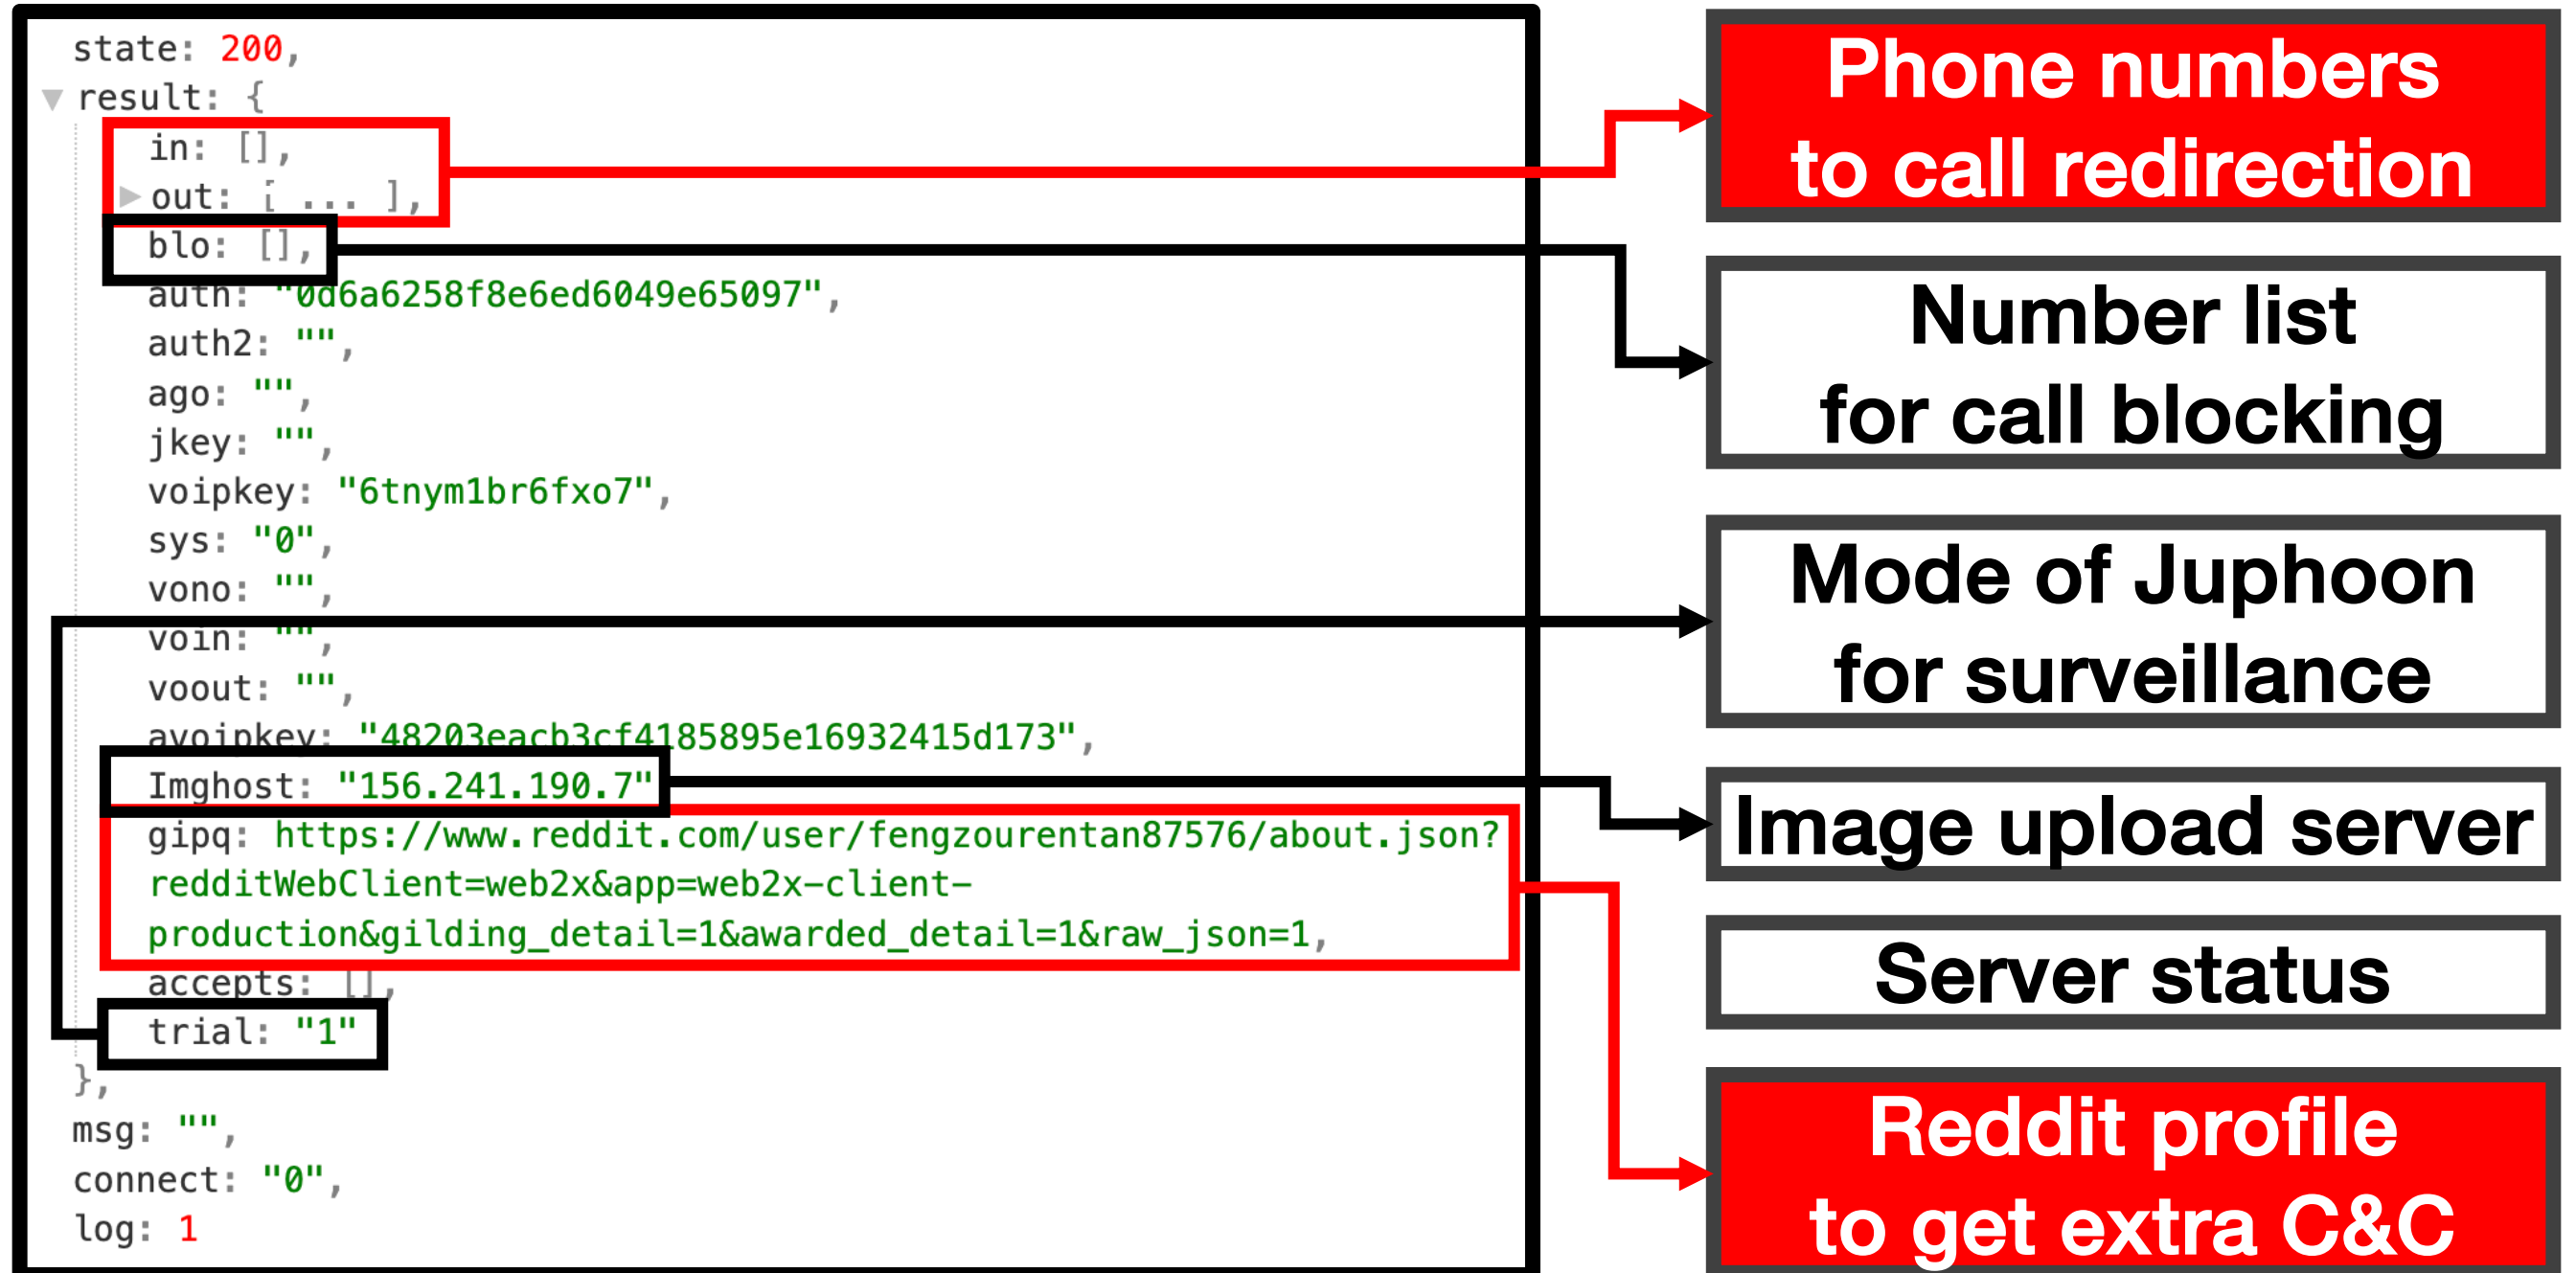 state: 200,
result: {
in: [],
out: [ ... ],
blo: [],
auth: "0d6a6258f8e6ed6049e65097",
auth2: "",
ago: "",
jkey: "",
voipkey: "6tnym1br6fxo7",
sys: "0",
vono: "",
voin: "",
voout: "",
avoipkey: "48203eacb3cf4185895e16932415d173",
Imghost: "156.241.190.7"
gipq: https://www.reddit.com/user/fengzourentan87576/about.json?
redditWebClient=web2x&app=web2x-client-
production&gilding_detail=1&awarded_detail=1&raw_json=1,
accepts: [],
trial: "1"
},
msg: "",
connect: "0",
log: 1
Phone numbers
to call redirection
Number list
for call blocking
Mode of Juphoon
for surveillance
Image upload server
Server status
Reddit profile
to get extra C&C